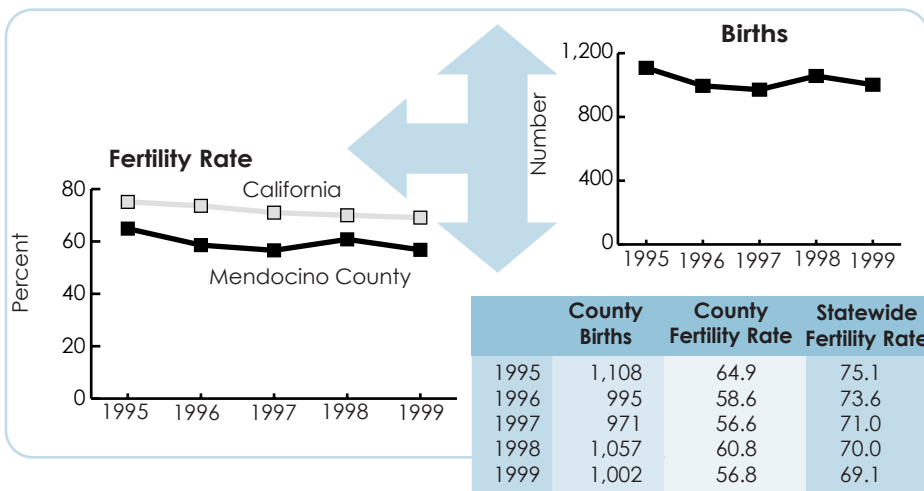 Births
1,200
800
400
0
Number
1995 1996 1997 1998 1999
Fertility Rate
80
60
40
20
0
Percent
California
Mendocino County
1995 1996 1997 1998 1999
County Births County Fertility Rate Statewide Fertility Rate
1995 1,108 64.9 75.1
1996 995 58.6 73.6
1997 971 56.6 71.0
1998 1,057 60.8 70.0
1999 1,002 56.8 69.1